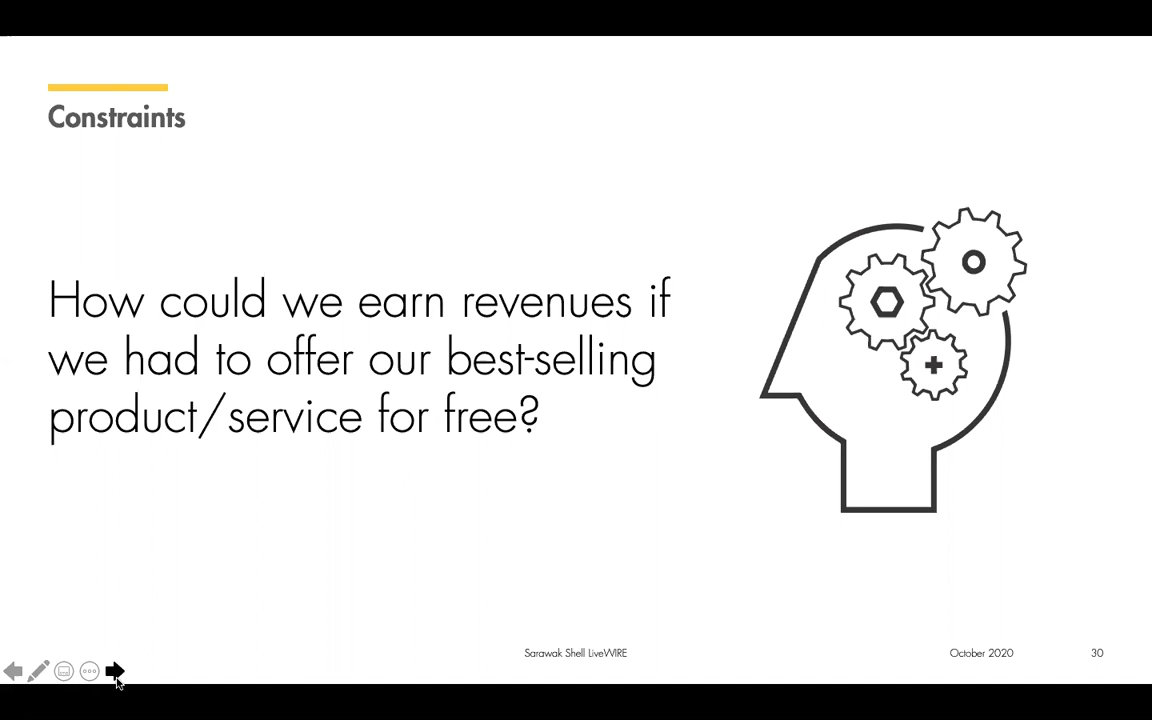 Constraints
How could we earn revenues if
we had to offer our best-selling
product/service for free?
Sarawak Shell LiveWIRE
October 2020
30